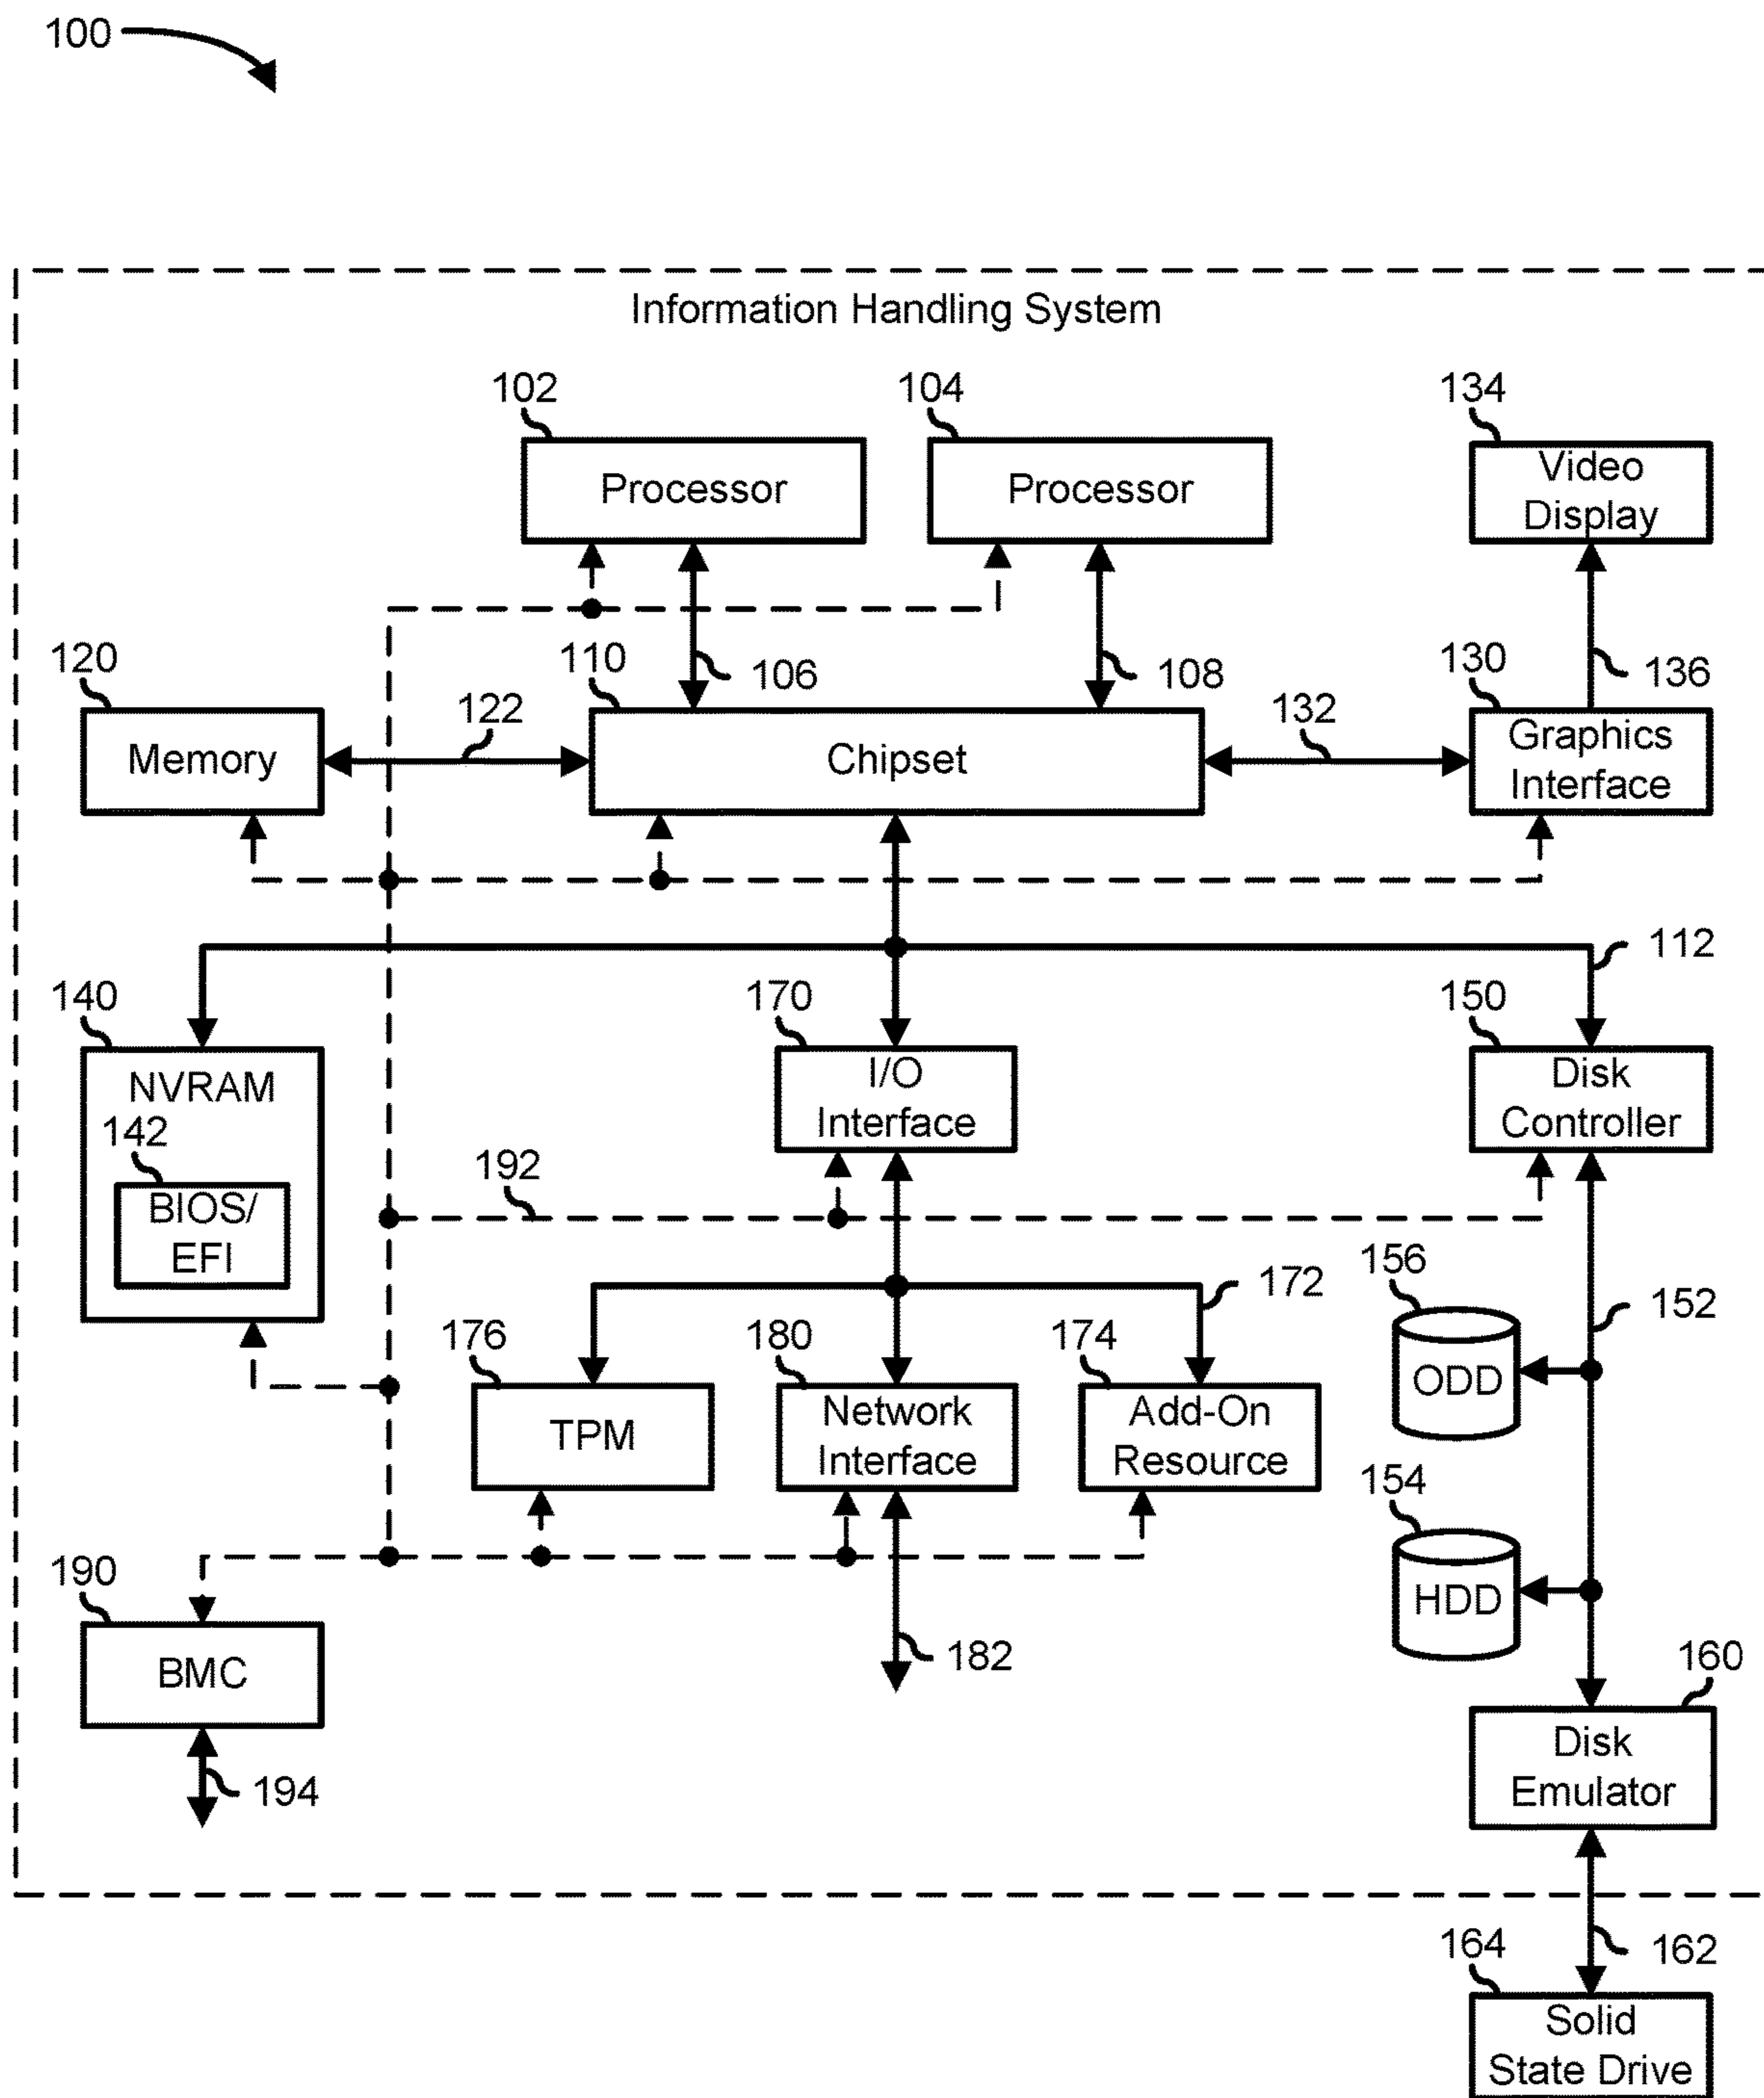 100
Information Handling System
102
104
134
Processor
Processor
Video
Display
120
110
106
108
130
136
122
132
Memory
Chipset
Graphics
Interface
112
140
170
150
NVRAM
I/O
Interface
Disk
Controller
142
BIOS/
EFI
192
156
172
152
176
180
174
ODD
TPM
Network
Interface
Add-On
Resource
154
HDD
190
BMC
182
160
Disk
Emulator
194
164
162
Solid
State Drive